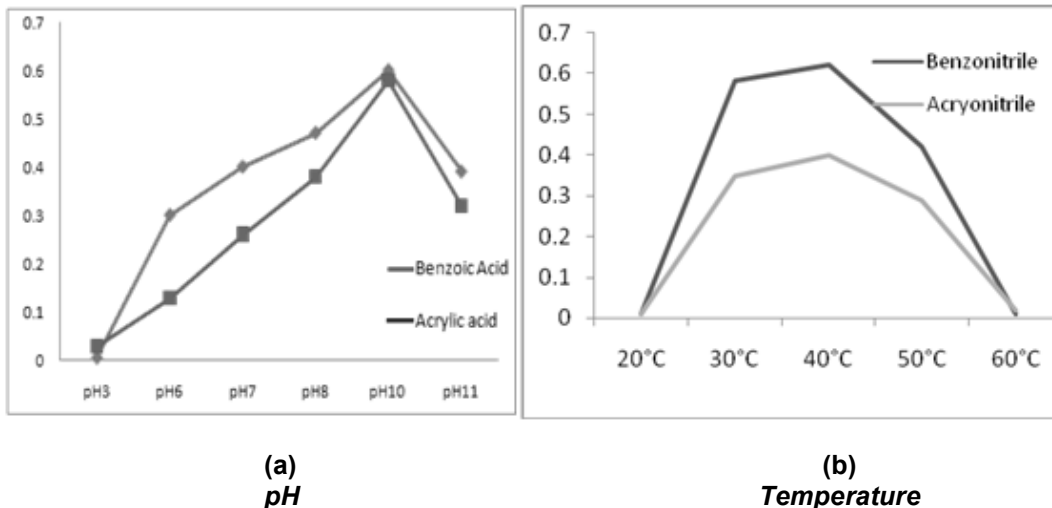 0.7
0.6
0.5
0.4
0.3
0.2
0.1
0
pH3 pH6 pH7 pH8 pH10 pH11
Benzoic Acid
Acrylic acid
0.7
0.6
0.5
0.4
0.3
0.2
0.1
0
20°C 30°C 40°C 50°C 60°C
Benzonitrile
Acryonitrile
(a)
pH
(b)
Temperature